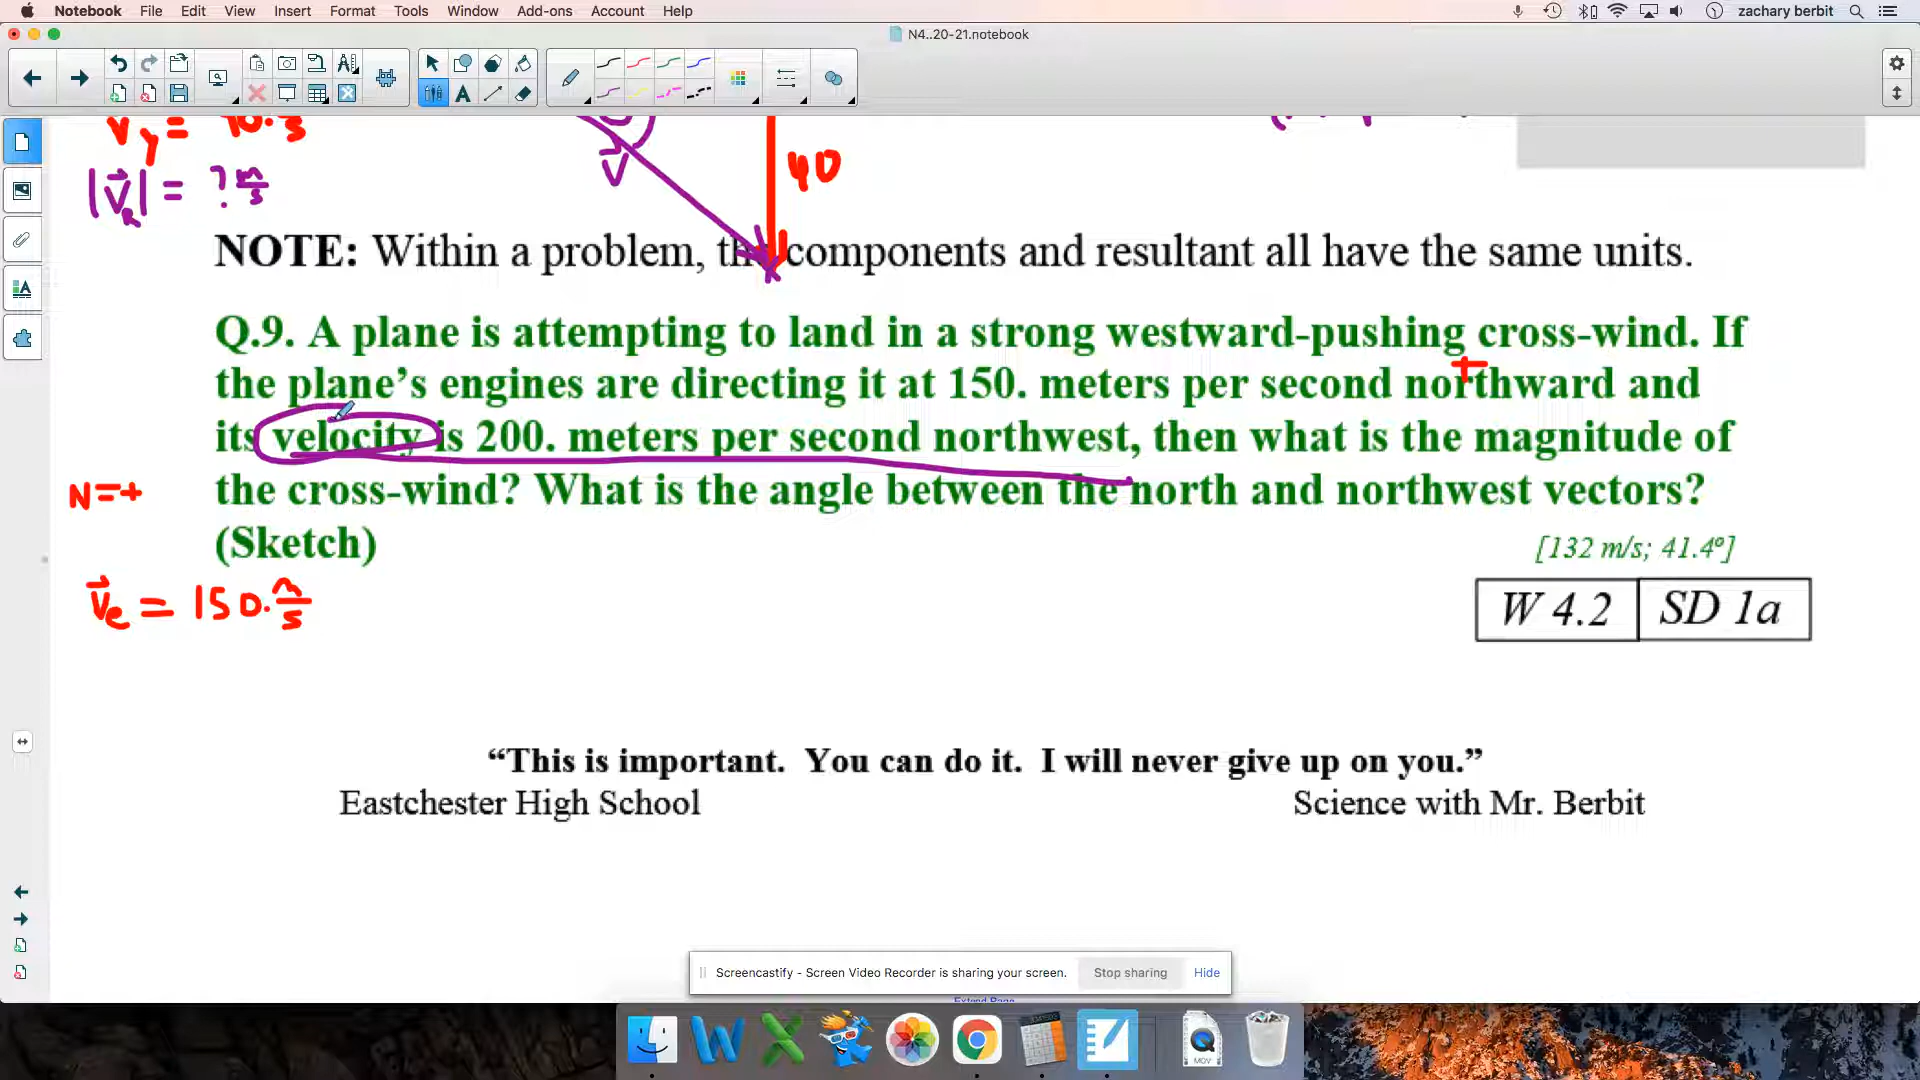 Notebook File Edit View Insert Format Tools Window Add-ons Account Help zachary berbit
N4..20-21.notebook
40
|V⃗R| = ? m/s
V
NOTE: Within a problem, the components and resultant all have the same units.
Q.9. A plane is attempting to land in a strong westward-pushing cross-wind. If
+
the plane’s engines are directing it at 150. meters per second northward and
its velocity is 200. meters per second northwest, then what is the magnitude of
N=+
the cross-wind? What is the angle between the north and northwest vectors?
(Sketch)
[132 m/s; 41.4º]
V⃗e = 150. m/s
W 4.2 SD 1a
“This is important. You can do it. I will never give up on you.”
Eastchester High School Science with Mr. Berbit
Screencastify - Screen Video Recorder is sharing your screen. Stop sharing Hide
Extend Page
MOV